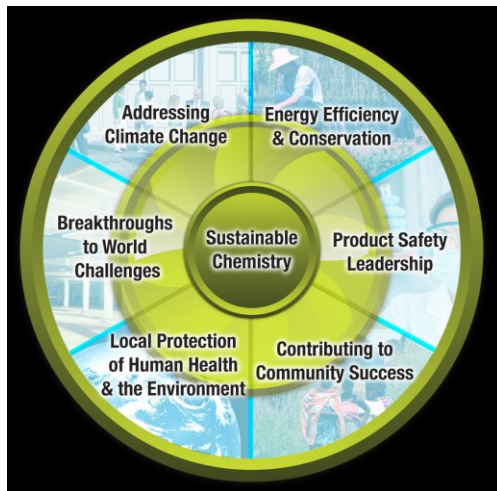 Addressing
Climate Change
Energy Efficiency
& Conservation
Breakthroughs
to World
Challenges
Sustainable
Chemistry
Product Safety
Leadership
Local Protection
of Human Health
& the Environment
Contributing to
Community Success